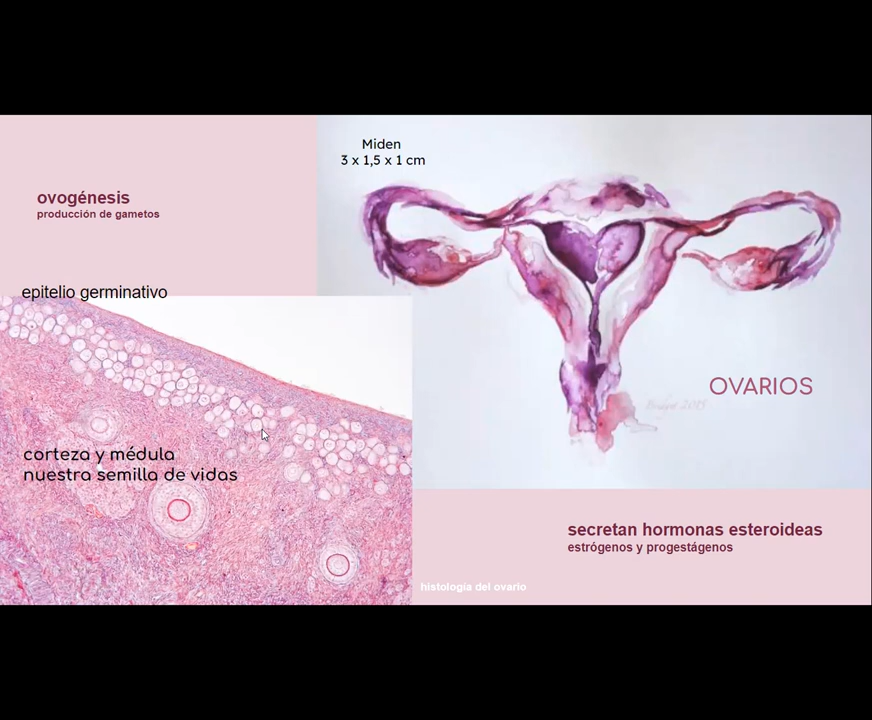 Miden
3 x 1,5 x 1 cm
ovogénesis
producción de gametos
epitelio germinativo
OVARIOS
corteza y médula
nuestra semilla de vidas
secretan hormonas esteroideas
estrógenos y progestágenos
histología del ovario